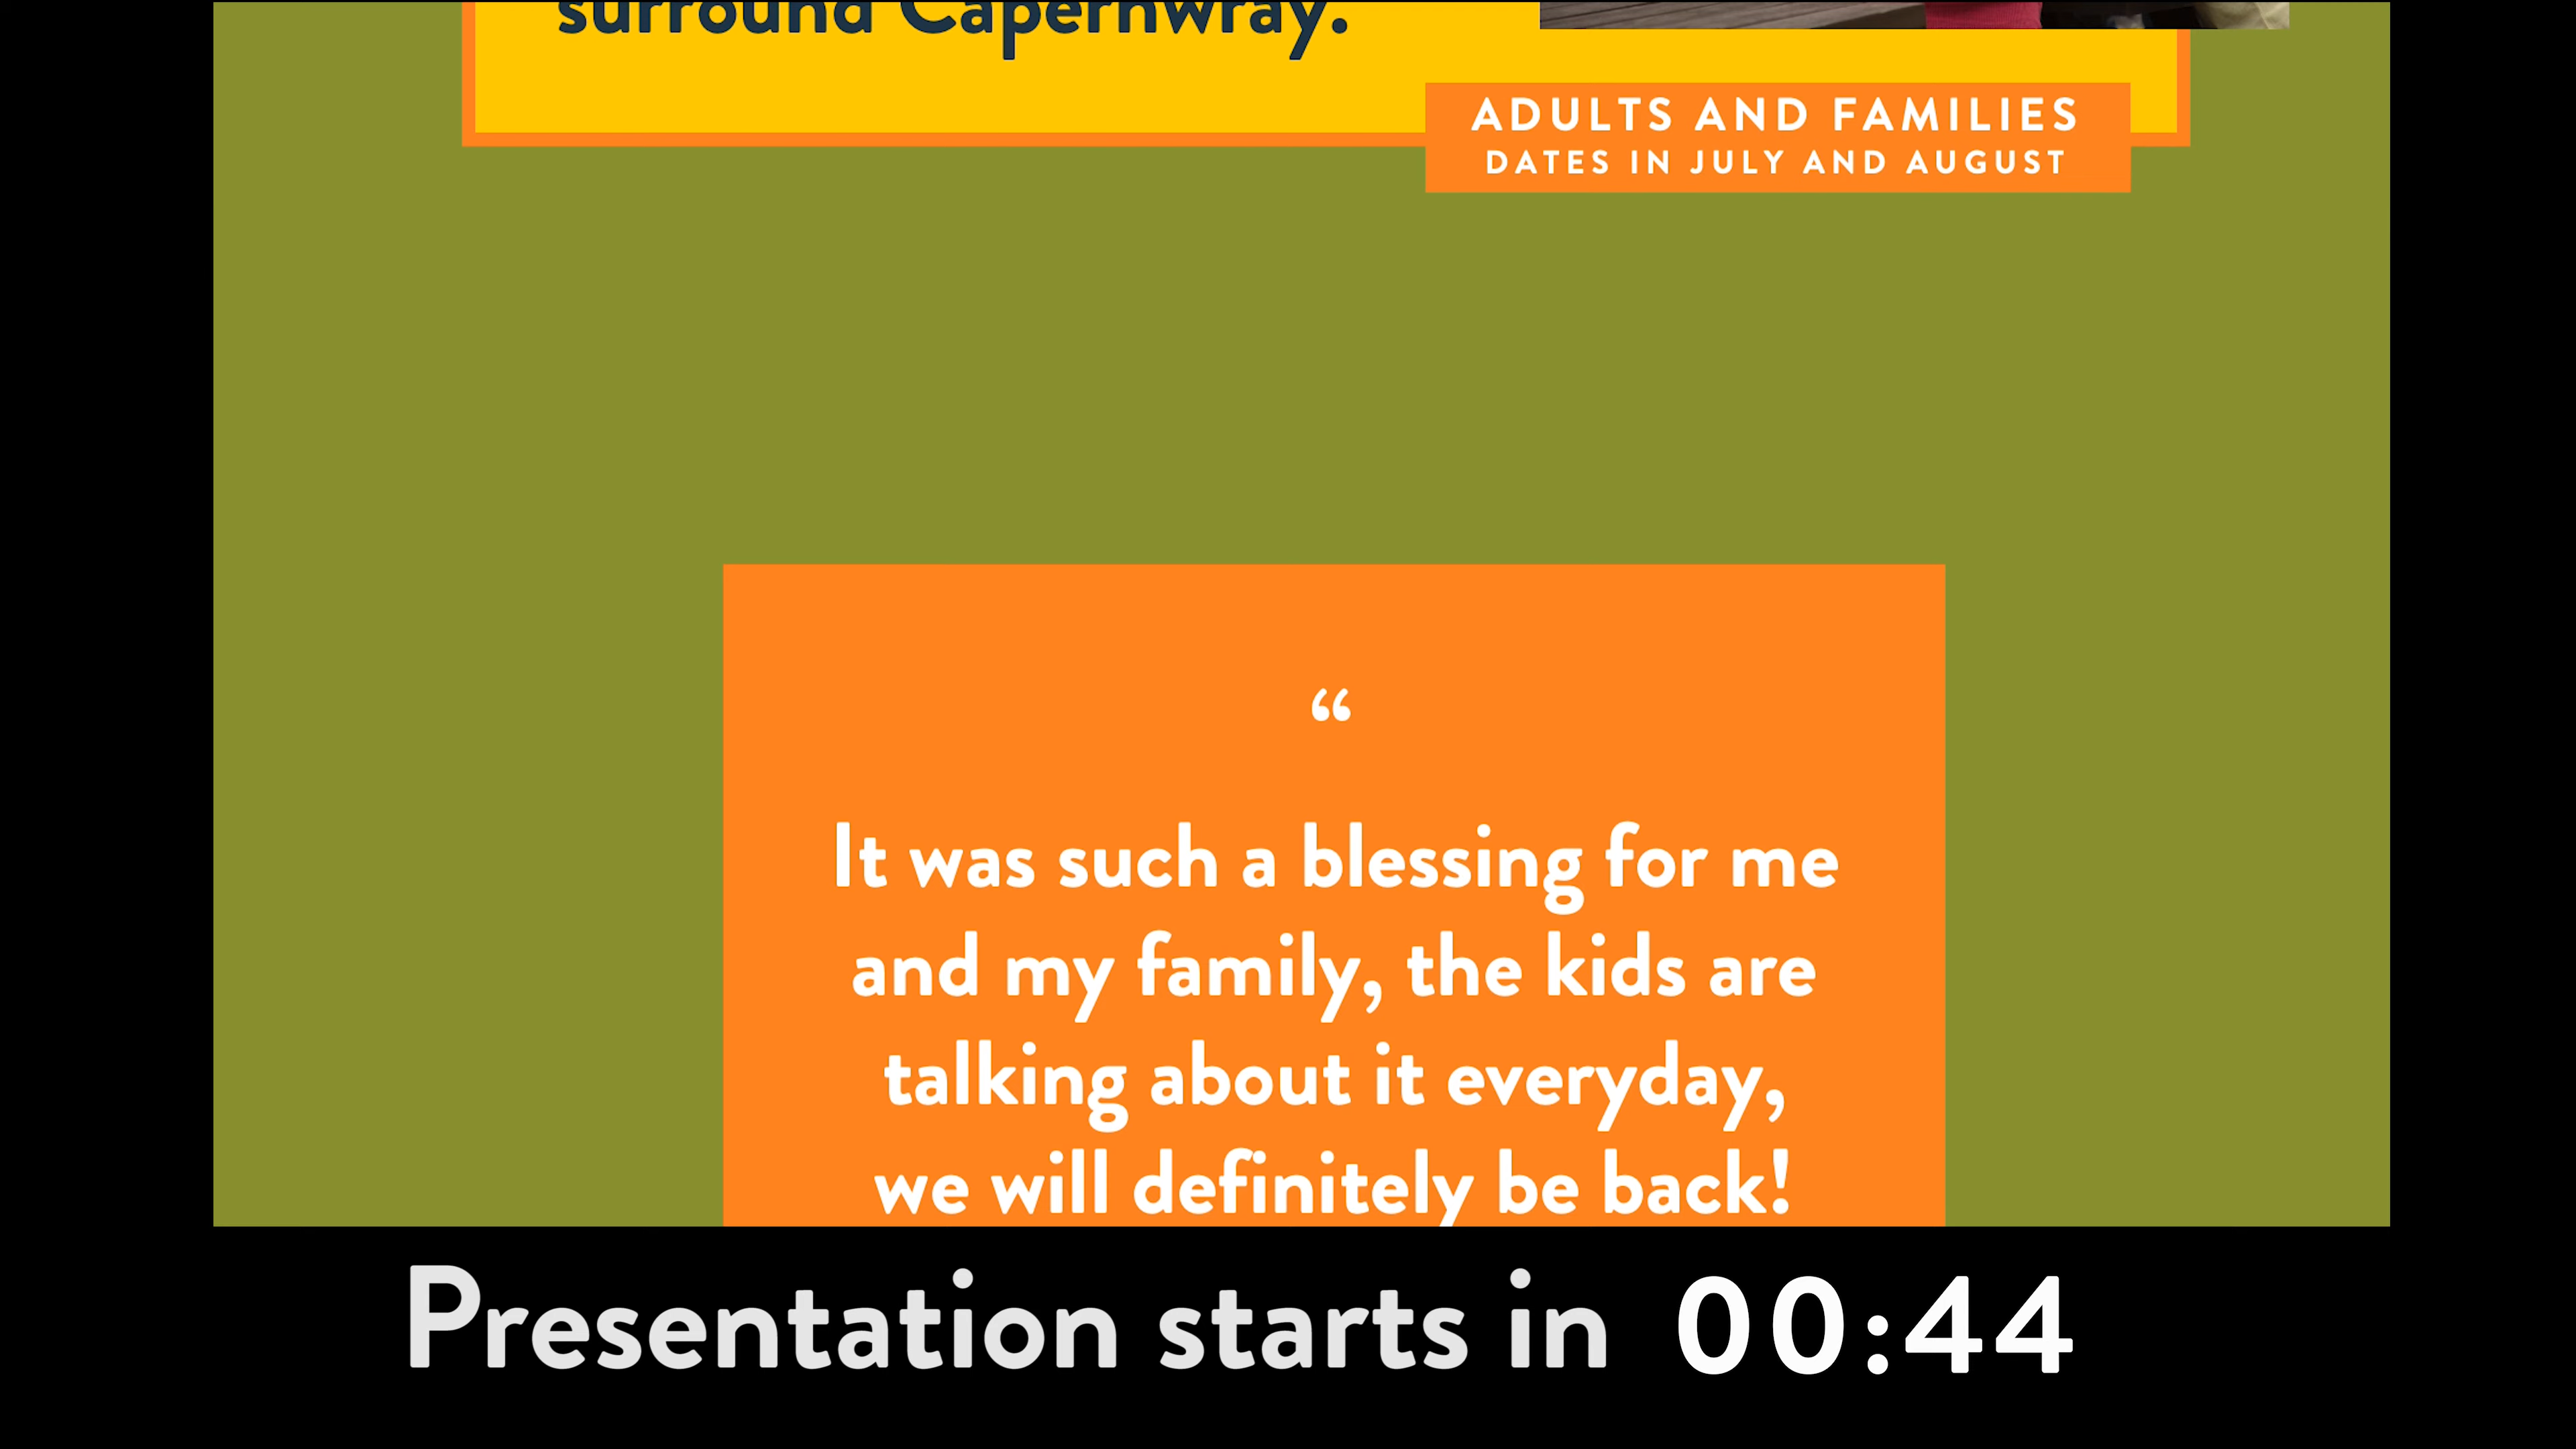 surround Capernwray.
ADULTS AND FAMILIES
DATES IN JULY AND AUGUST
“
It was such a blessing for me
and my family, the kids are
talking about it everyday,
we will definitely be back!
Presentation starts in 00:44